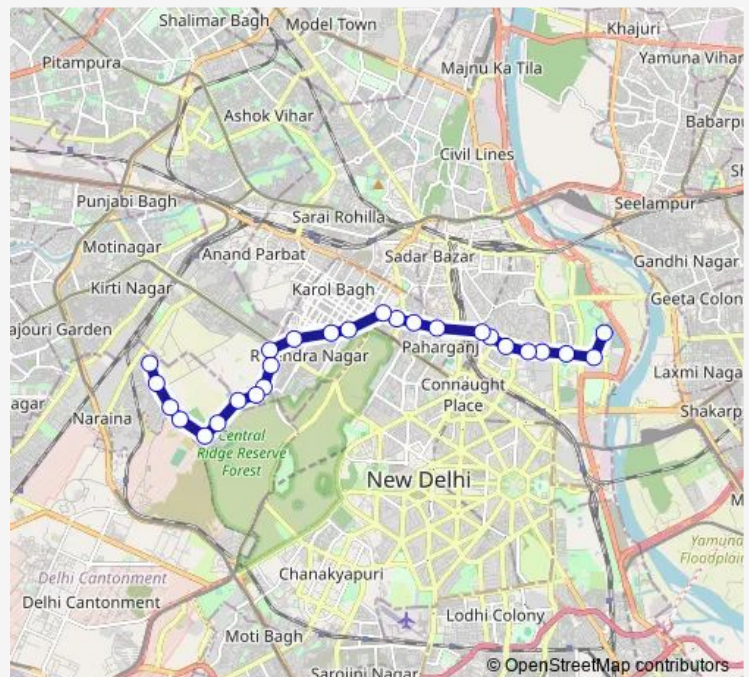 Shalimar Bagh
Model Town
Khajuri
Pitampura
Majnu Ka Tila
Yamuna Vihar
Ashok Vihar
Babarpu
Civil Lines
Punjabi Bagh
Seelampur
Sarai Rohilla
Motinagar
Anand Parbat
Sadar Bazar
Gandhi Nagar
Kirti Nagar
Karol Bagh
Geeta Colon
ajouri Garden
Paharganj
Laxmi Naga
Connaught
Place
agar
Naraina
Shakarp
Central
Ridge Reserve
Forest
New Delhi
Yamuna
Floodplain
Delhi Cantonment
Chanakyapuri
Delhi Cantonment
Lodhi Colony
Moti Bagh
Sarojini Nagar
© OpenStreetMap contributors